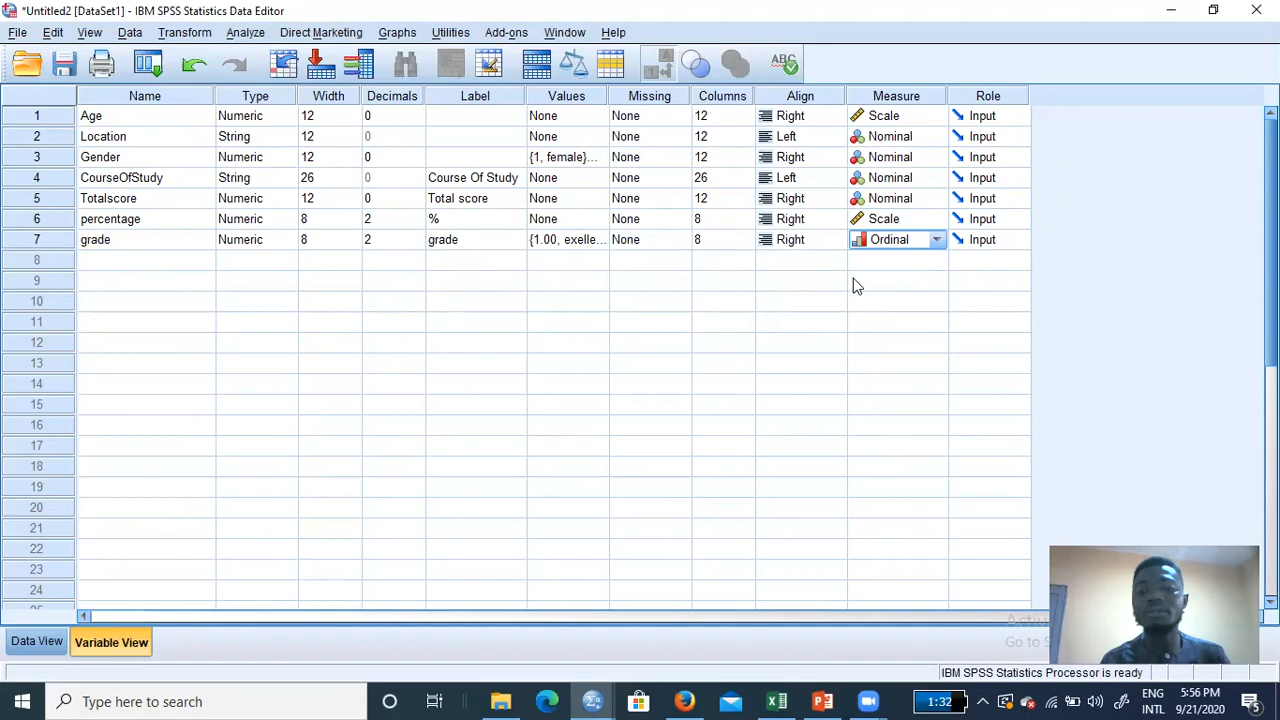 *Untitled2 [DataSet1] - IBM SPSS Statistics Data Editor
File Edit View Data Transform Analyze Direct Marketing Graphs Utilities Add-ons Window Help
Name Type Width Decimals Label Values Missing Columns Align Measure Role
1 Age Numeric 12 0 None None 12 Right Scale Input
2 Location String 12 0 None None 12 Left Nominal Input
3 Gender Numeric 12 0 {1, female}... None 12 Right Nominal Input
4 CourseOfStudy String 26 0 Course Of Study None None 26 Left Nominal Input
5 Totalscore Numeric 12 0 Total score None None 12 Right Nominal Input
6 percentage Numeric 8 2 % None None 8 Right Scale Input
7 grade Numeric 8 2 grade {1.00, exelle... None 8 Right Ordinal Input
8
9
10
11
12
13
14
15
16
17
18
19
20
21
22
23
24
Go to S
Data View Variable View
IBM SPSS Statistics Processor is ready
Type here to search
1:32
ENG
INTL
5:56 PM
9/21/2020
5